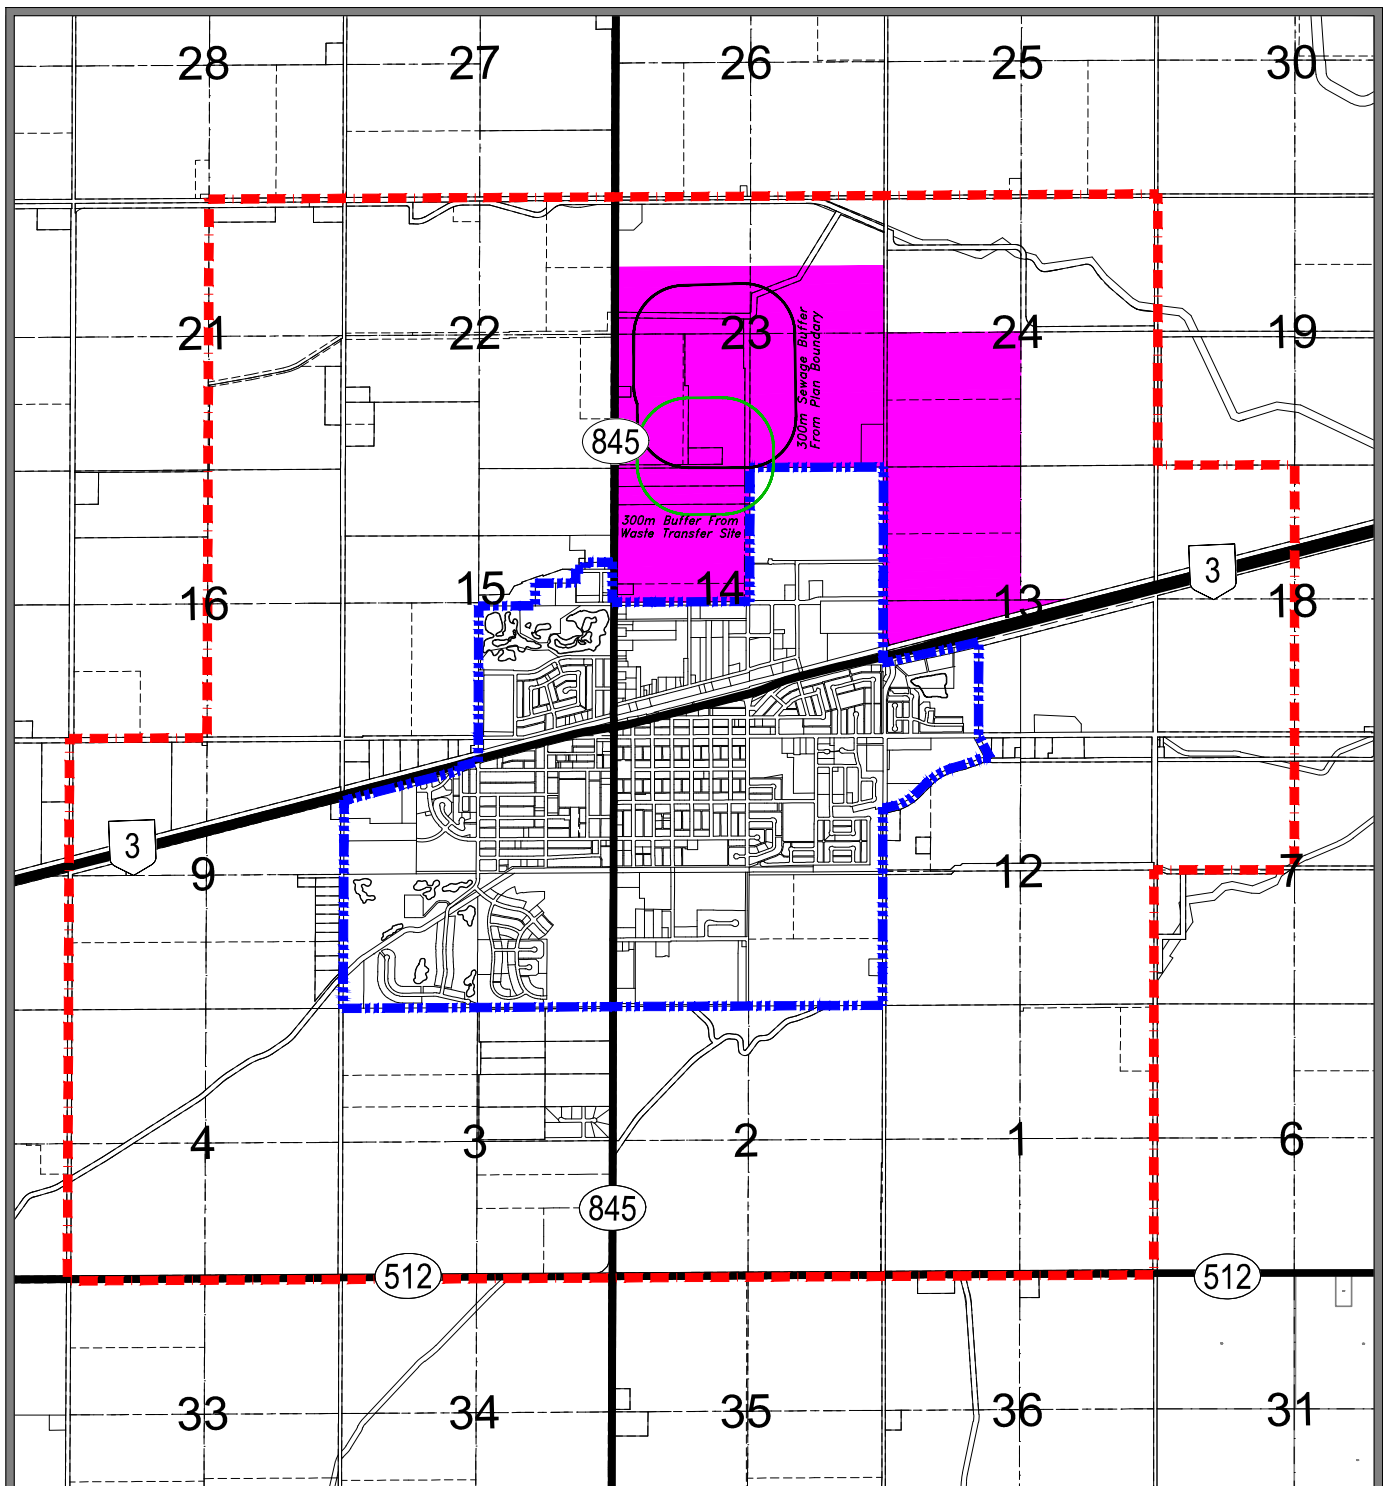 28 27 26 25 30
21 22 23 24 19
300m Sewage Buffer
From Plan Boundary
845
300m Buffer From
Waste Transfer Site
3
16 15 14 13 18
3
9 12 7
4 3 2 1 6
845
512 512
33 34 35 36 31